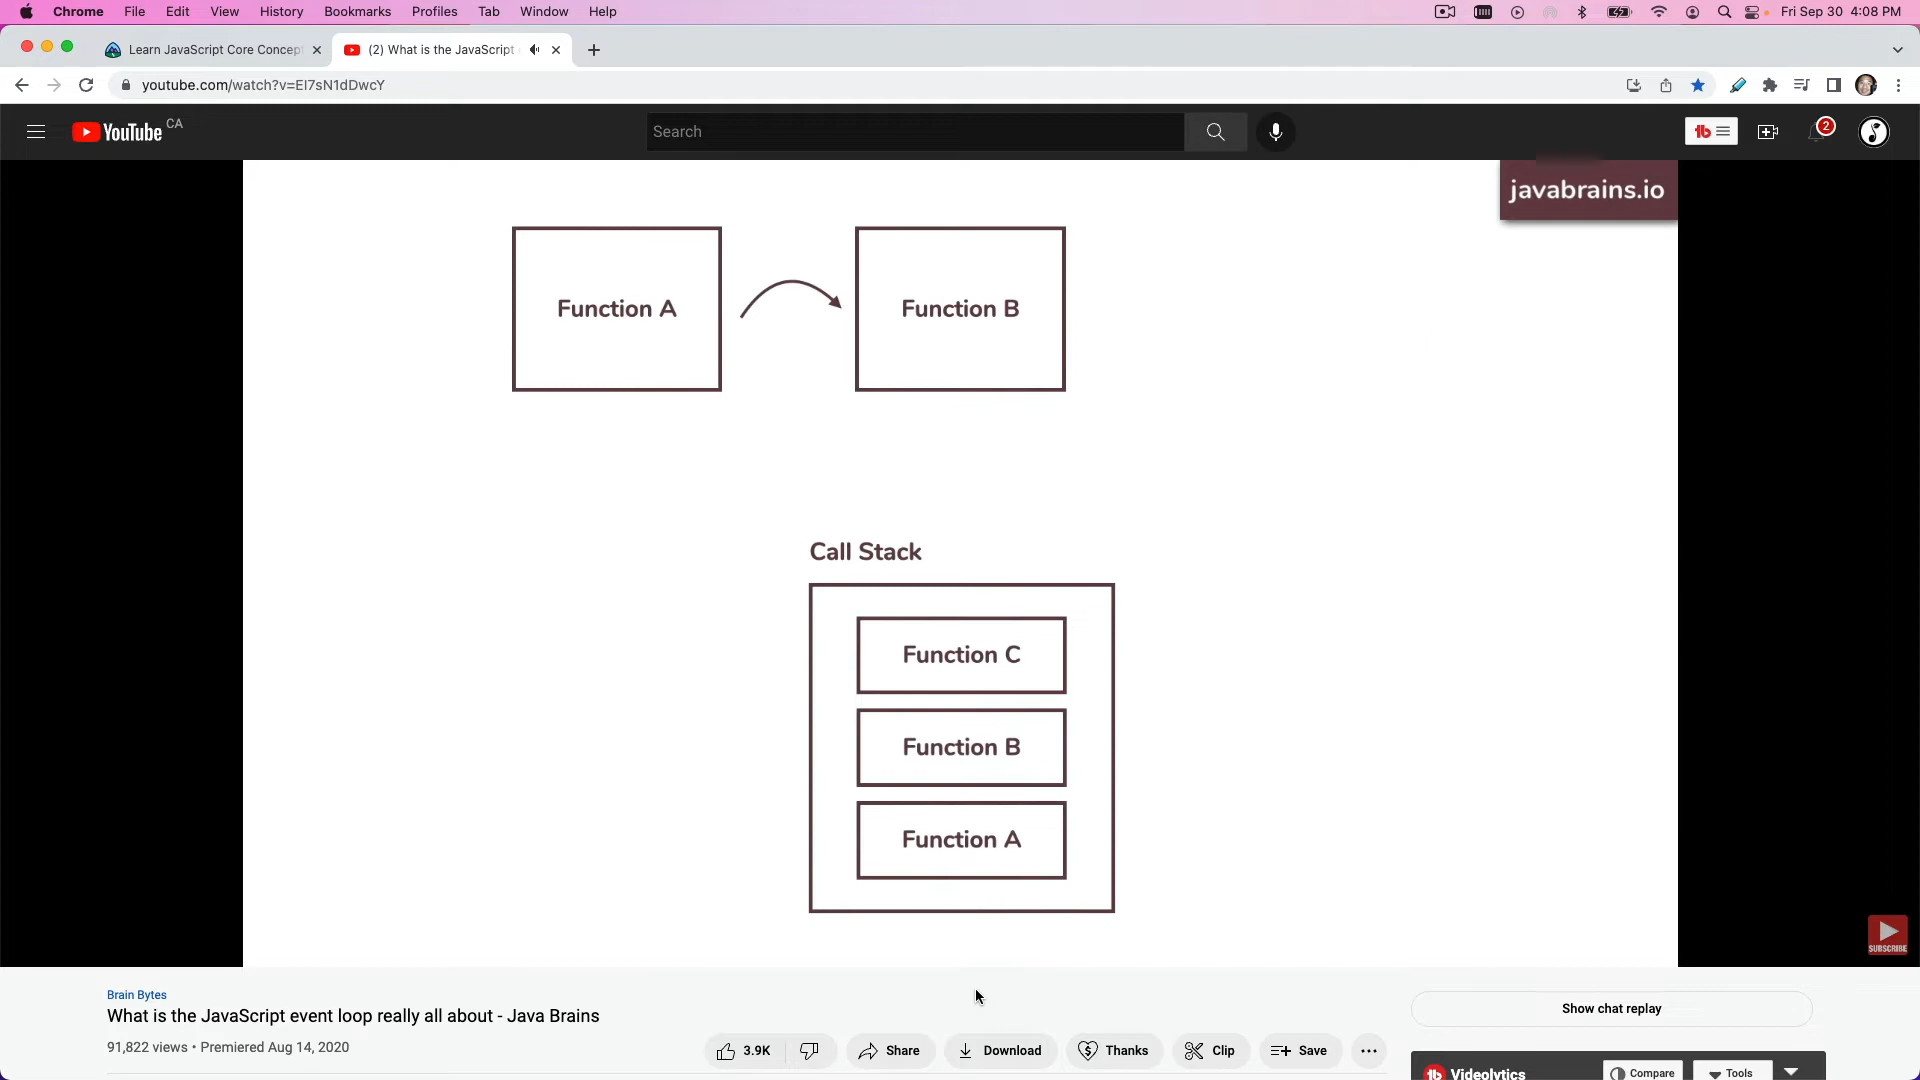 Chrome File Edit View History Bookmarks Profiles Tab Window Help Fri Sep 30 4:08 PM
Learn JavaScript Core Concep (2) What is the JavaScript
youtube.com/watch?v=EI7sN1dDwcY
YouTube CA Search tb 2
javabrains.io
Function A Function B
Call Stack
Function C
Function B
Function A
SUBSCRIBE
Brain Bytes
What is the JavaScript event loop really all about - Java Brains
91,822 views • Premiered Aug 14, 2020
3.9K Share Download Thanks Clip Save
Show chat replay
tb Videolytics Compare Tools